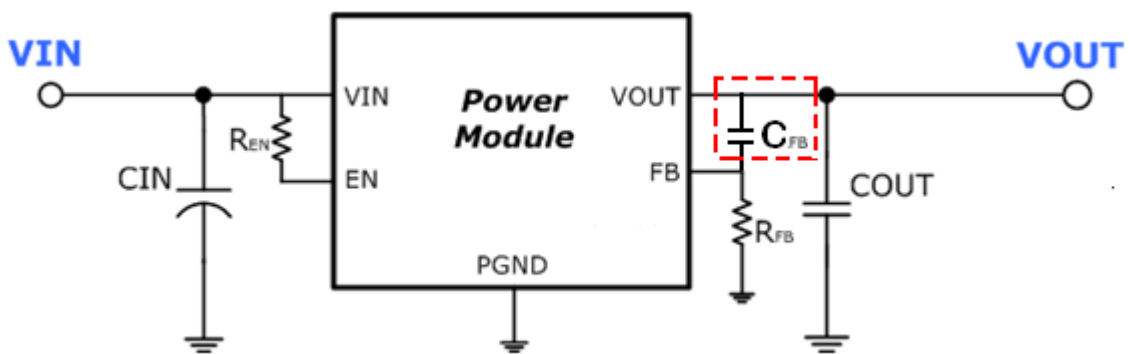 VIN
VOUT
VIN
Power
Module
VOUT
REN
CFB
CIN
EN
FB
COUT
RFB
PGND